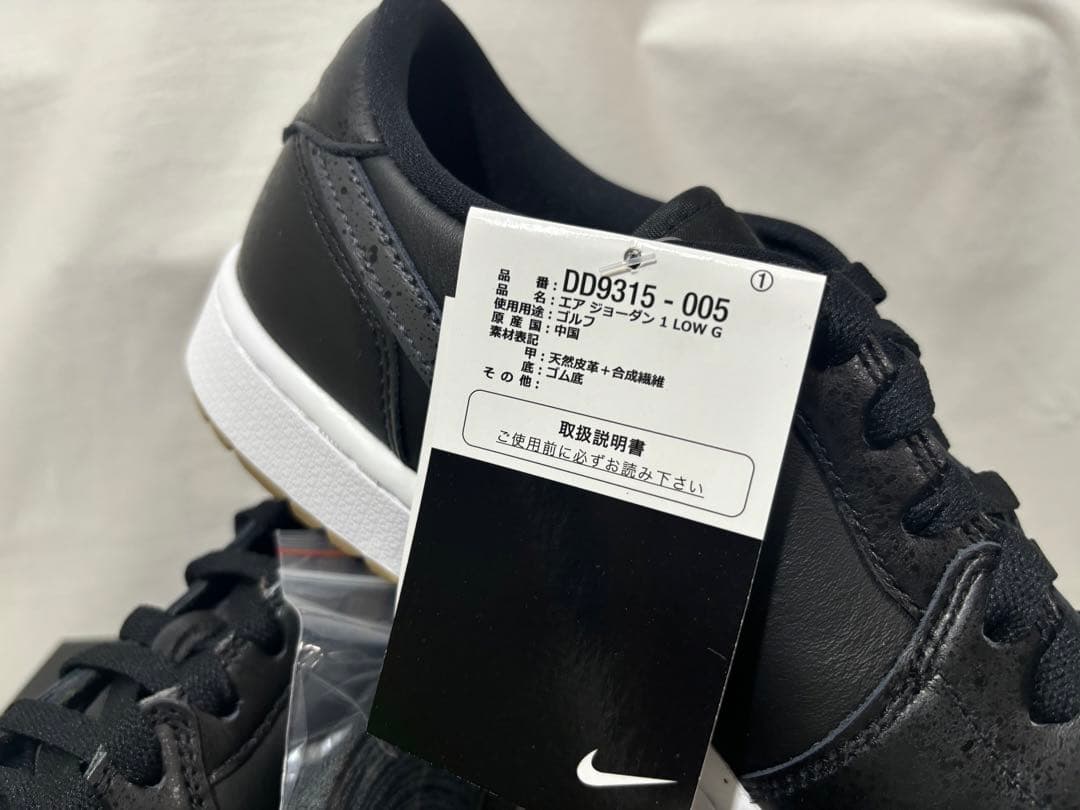 ①
品 番：DD9315 - 005
品 名：エア ジョーダン 1 LOW G
使用用途：ゴルフ
原 産 国：中国
素材表記
甲：天然皮革＋合成繊維
底：ゴム底
そ の 他：
取扱説明書
ご使用前に必ずお読み下さい